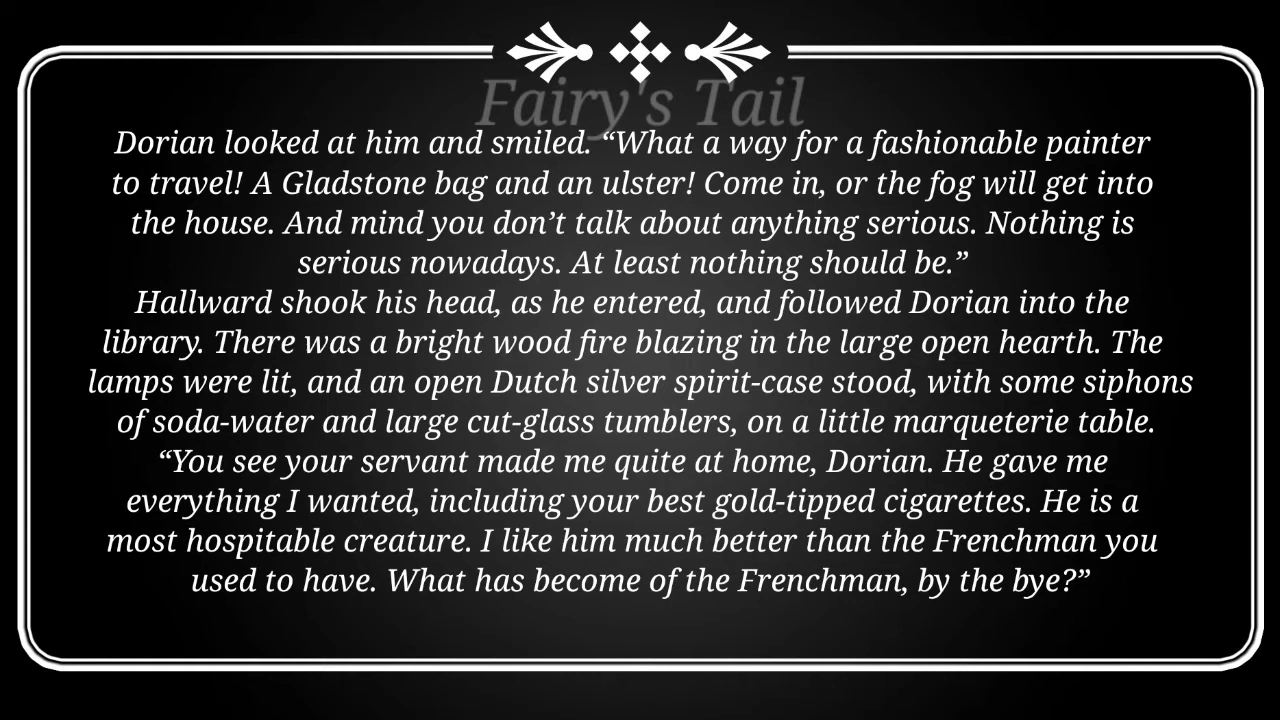 Fairy's Tail
Dorian looked at him and smiled. “What a way for a fashionable painter
to travel! A Gladstone bag and an ulster! Come in, or the fog will get into
the house. And mind you don’t talk about anything serious. Nothing is
serious nowadays. At least nothing should be.”
Hallward shook his head, as he entered, and followed Dorian into the
library. There was a bright wood fire blazing in the large open hearth. The
lamps were lit, and an open Dutch silver spirit-case stood, with some siphons
of soda-water and large cut-glass tumblers, on a little marqueterie table.
“You see your servant made me quite at home, Dorian. He gave me
everything I wanted, including your best gold-tipped cigarettes. He is a
most hospitable creature. I like him much better than the Frenchman you
used to have. What has become of the Frenchman, by the bye?”